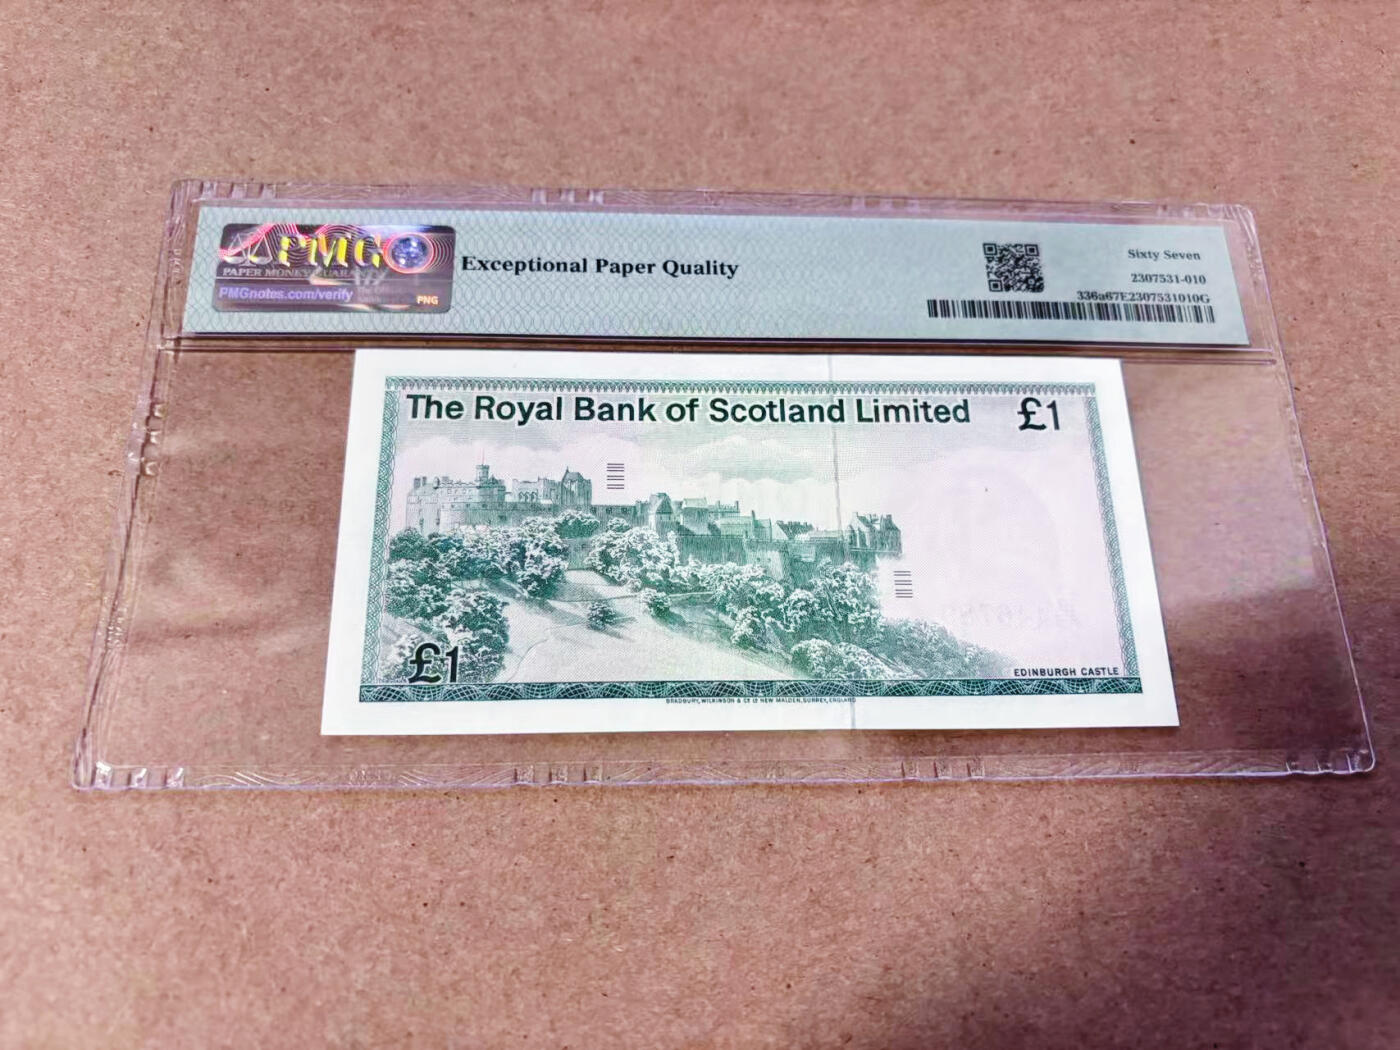 PMG
PAPER MONEY GUARANTY
PMGnotes.com/verify
PNG
Exceptional Paper Quality
Sixty Seven
2307531-010
336a67E2307531010G
The Royal Bank of Scotland Limited £1
£1
EDINBURGH CASTLE
BRADBURY, WILKINSON & Cº Lº NEW MALDEN, SURREY, ENGLAND